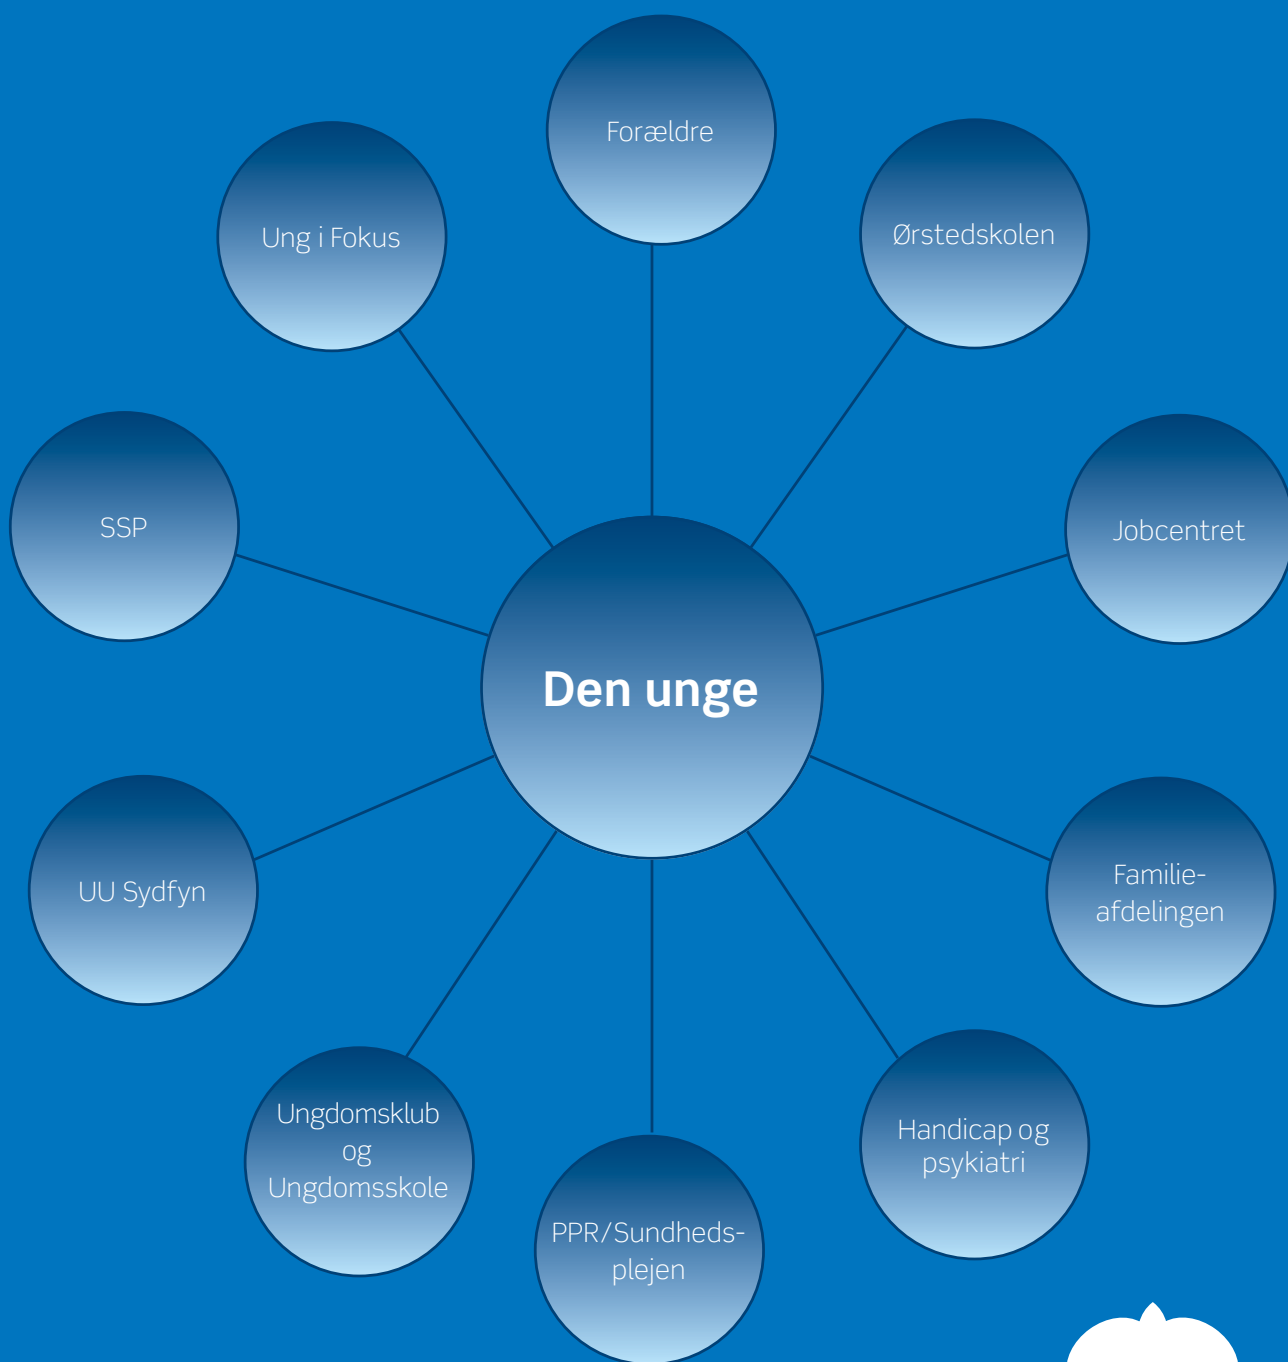 Forældre
Ung i Fokus
Ørstedskolen
SSP
Jobcentret
Den unge
UU Sydfyn
Familie-
afdelingen
Ungdomsklub
og
Ungdomsskole
Handicap og
psykiatri
PPR/Sundheds-
plejen